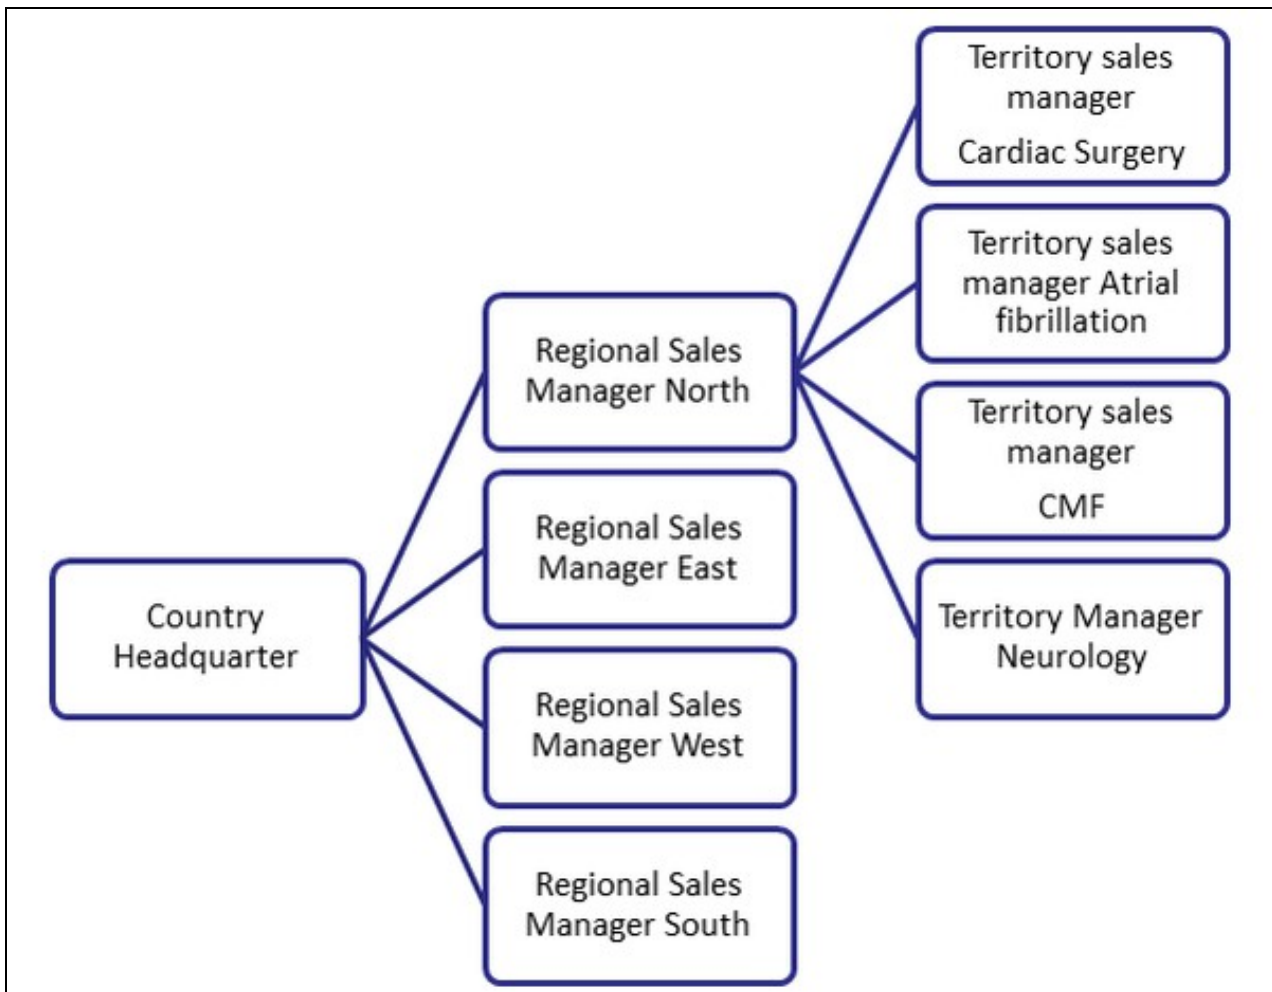 Country
Headquarter
Regional Sales
Manager North
Regional Sales
Manager East
Regional Sales
Manager West
Regional Sales
Manager South
Territory sales
manager
Cardiac Surgery
Territory sales
manager Atrial
fibrillation
Territory sales
manager
CMF
Territory Manager
Neurology